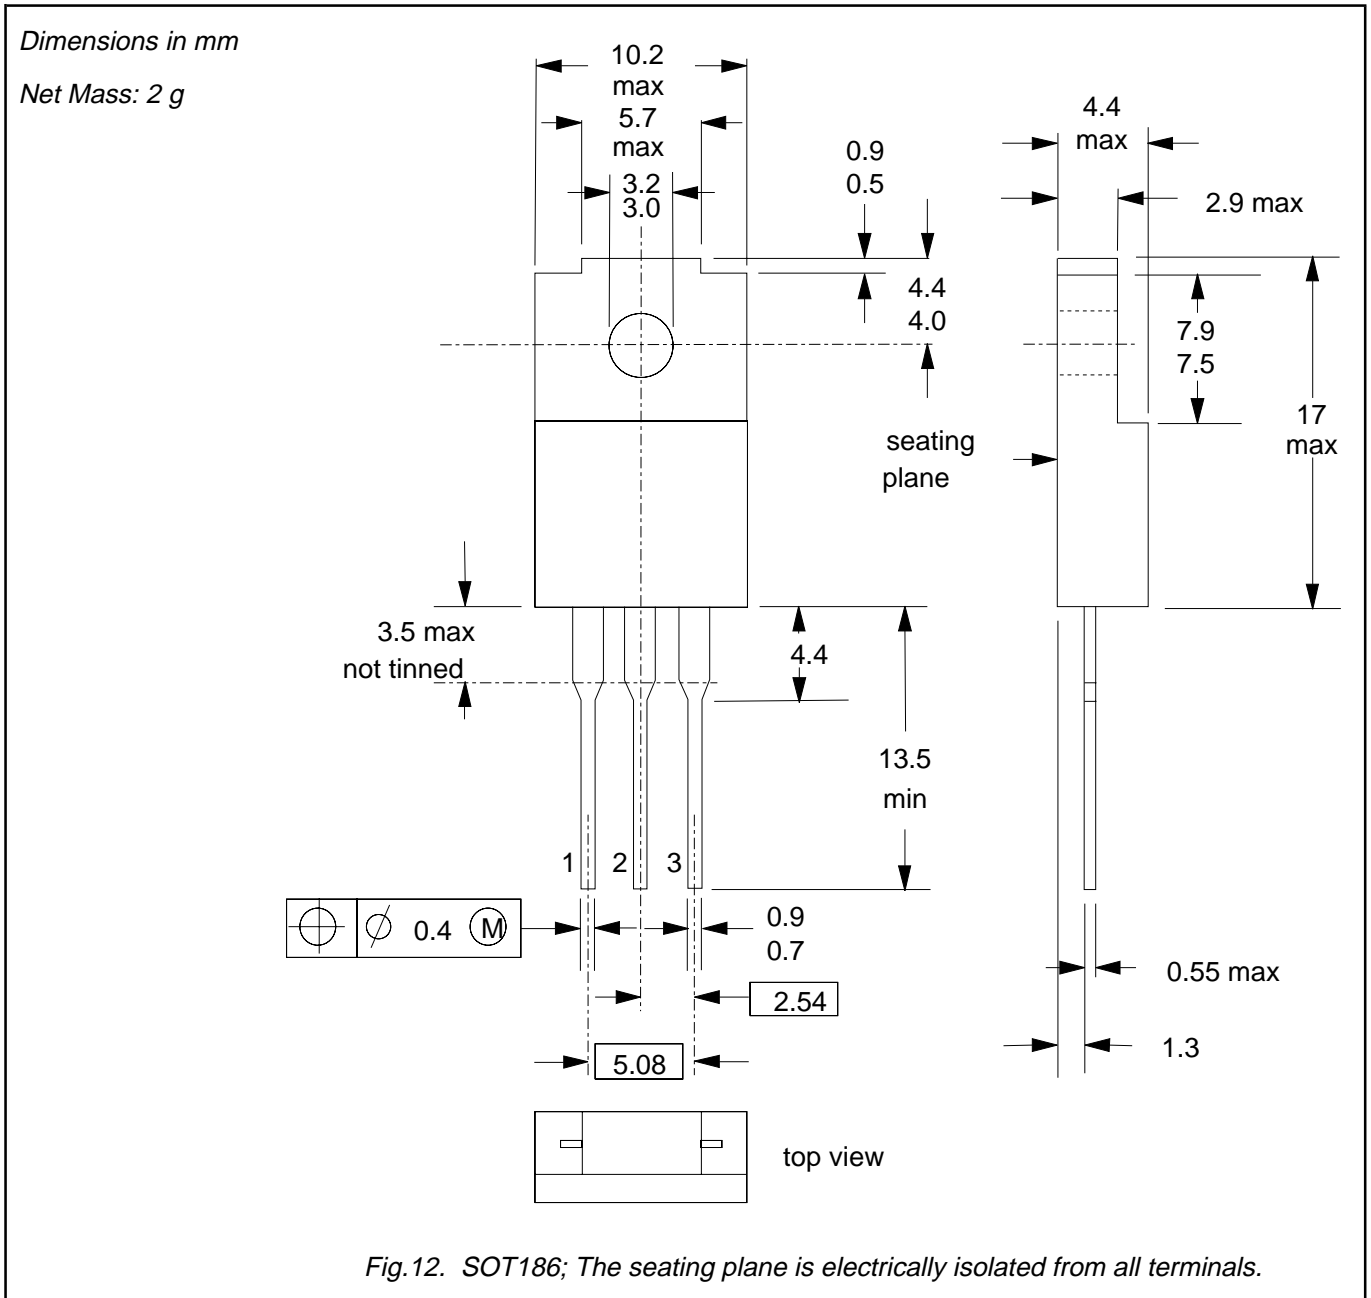 Dimensions in mm
Net Mass: 2 g
10.2
max
5.7
max
3.2
3.0
0.9
0.5
4.4
4.0
4.4
max
2.9 max
7.9
7.5
17
max
seating
plane
3.5 max
not tinned
4.4
13.5
min
1 2 3
0.4 M
0.9
0.7
2.54
5.08
0.55 max
1.3
top view
Fig.12. SOT186; The seating plane is electrically isolated from all terminals.